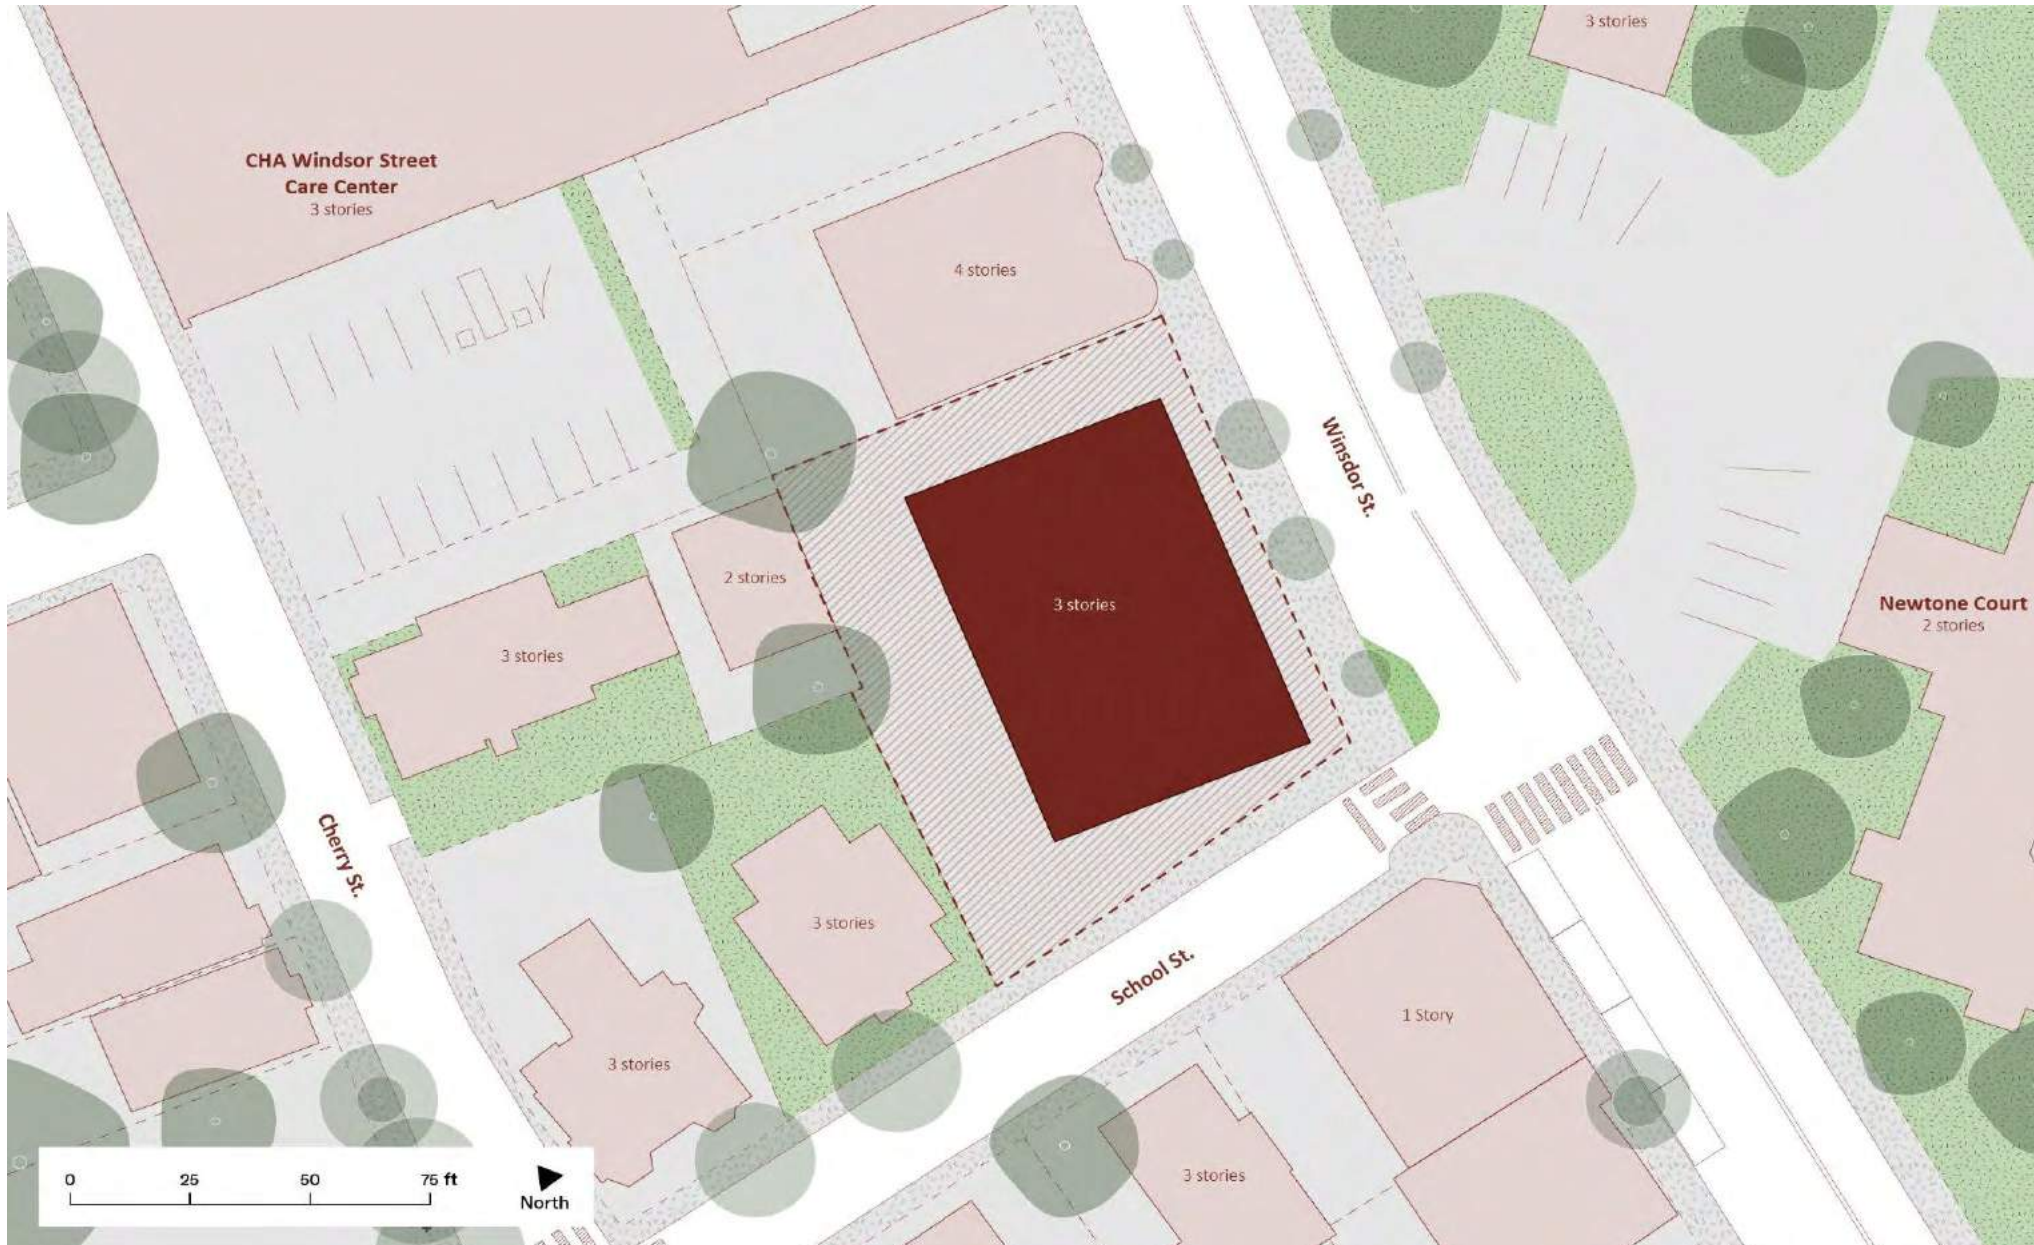 3 stories
CHA Windsor Street
Care Center
3 stories
4 stories
Winsdor St.
2 stories
3 stories
3 stories
Newtone Court
2 stories
3 stories
Cherry St.
3 stories
School St.
1 Story
3 stories
3 stories
0 25 50 75 ft
North